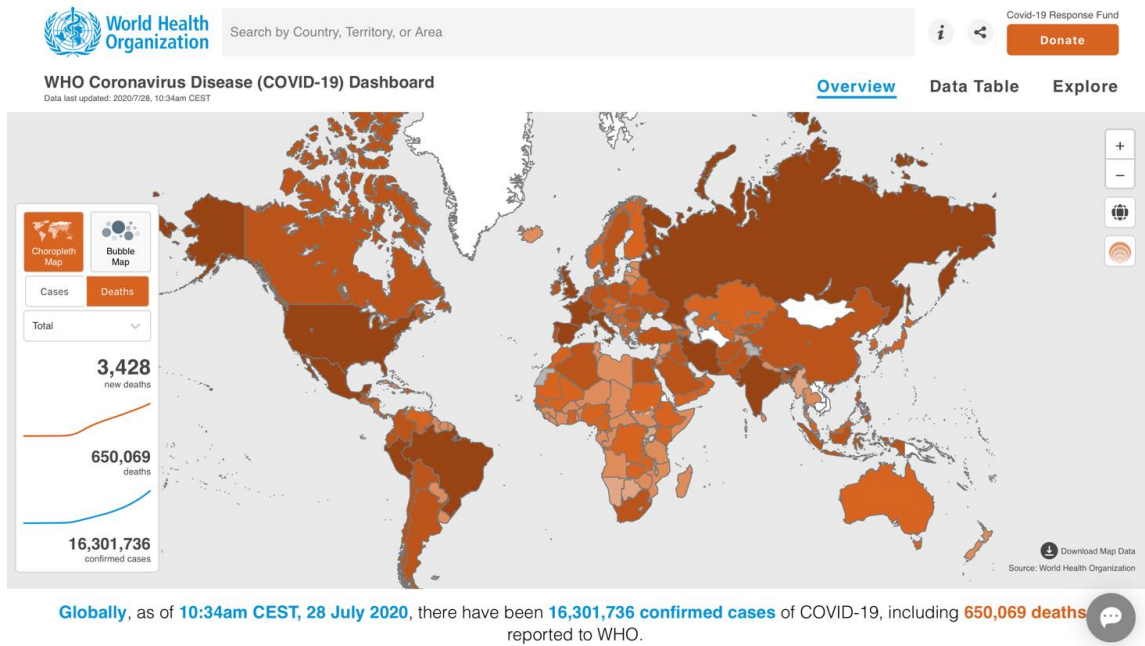 World Health
Organization
Search by Country, Territory, or Area
i
Covid-19 Response Fund
Donate
WHO Coronavirus Disease (COVID-19) Dashboard
Data last updated: 2020/7/28, 10:34am CEST
Overview
Data Table
Explore
+
−
Choropleth
Map
Bubble
Map
Cases
Deaths
Total
3,428
new deaths
650,069
deaths
16,301,736
confirmed cases
Download Map Data
Source: World Health Organization
Globally, as of 10:34am CEST, 28 July 2020, there have been 16,301,736 confirmed cases of COVID-19, including 650,069 deaths
reported to WHO.